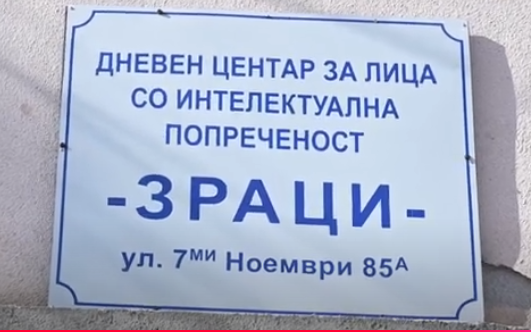 ДНЕВЕН ЦЕНТАР ЗА ЛИЦА
СО ИНТЕЛЕКТУАЛНА
ПОПРЕЧЕНОСТ
-ЗРАЦИ-
ул. 7МИ Ноември 85А